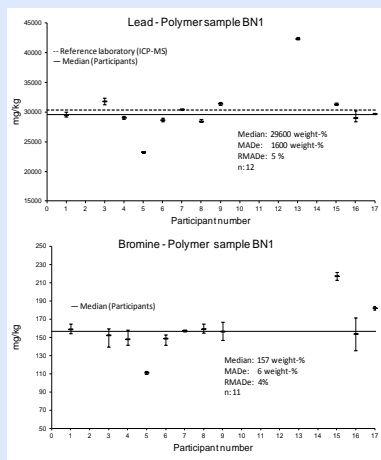 Lead - Polymer sample BN1
mg/kg
45000
40000
35000
30000
25000
20000
15000
---- Reference laboratory (ICP-MS)
— Median (Participants)
Median: 29600 weight-%
MADe: 1600 weight-%
RMADe: 5 %
n: 12
0 1 2 3 4 5 6 7 8 9 10 11 12 13 14 15 16 17
Participant number
Bromine - Polymer sample BN1
mg/kg
250
230
210
190
170
150
130
110
90
70
50
— Median (Participants)
Median: 157 weight-%
MADe: 6 weight-%
RMADe: 4%
n: 11
0 1 2 3 4 5 6 7 8 9 10 11 12 13 14 15 16 17
Participant number